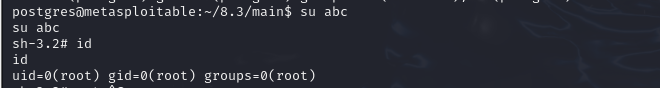 postgres@metasploitable:~/8.3/main$ su abc
su abc
sh-3.2# id
id
uid=0(root) gid=0(root) groups=0(root)